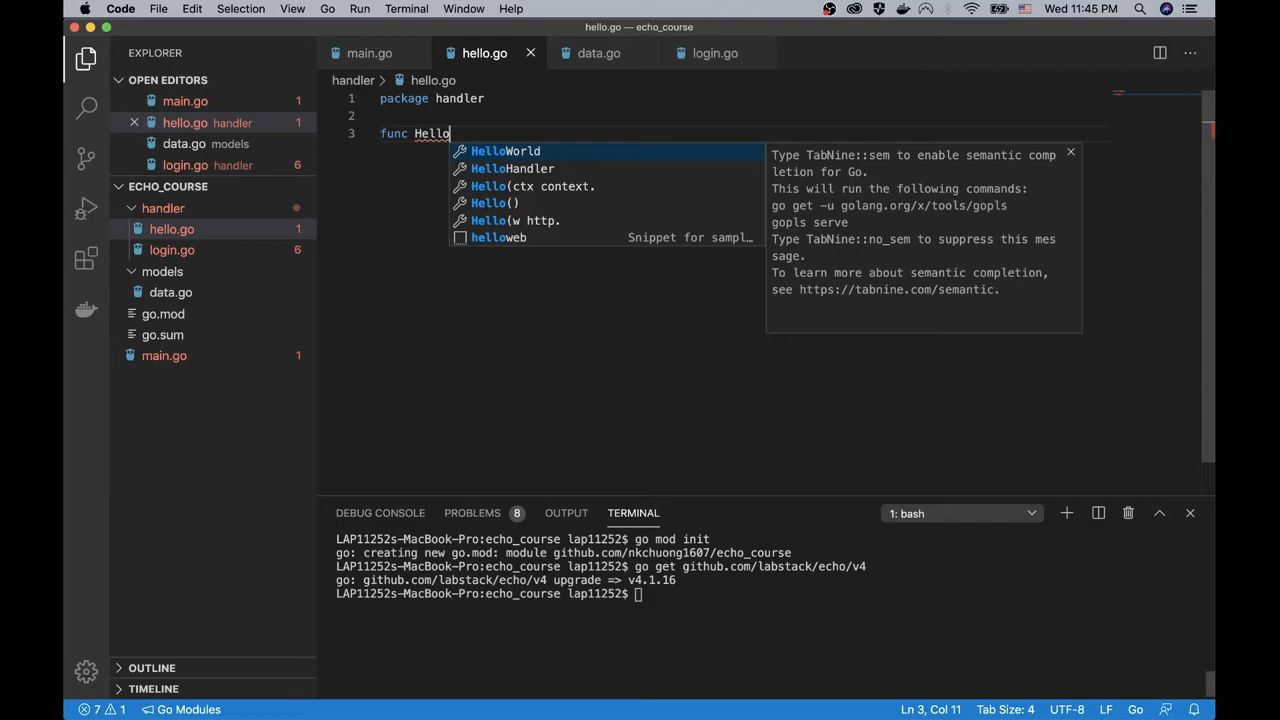 Code File Edit Selection View Go Run Terminal Window Help Wed 11:45 PM
hello.go — echo_course
EXPLORER
main.go hello.go data.go login.go
OPEN EDITORS
main.go 1
hello.go handler 1
data.go models
login.go handler 6
ECHO_COURSE
handler
hello.go 1
login.go 6
models
data.go
go.mod
go.sum
main.go 1
OUTLINE
TIMELINE
handler > hello.go
1 package handler
2
3 func Hello
HelloWorld
HelloHandler
Hello(ctx context.
Hello()
Hello(w http.
helloweb Snippet for sampl…
Type TabNine::sem to enable semantic comp
letion for Go.
This will run the following commands:
go get -u golang.org/x/tools/gopls
gopls serve
Type TabNine::no_sem to suppress this mes
sage.
To learn more about semantic completion,
see https://tabnine.com/semantic.
DEBUG CONSOLE PROBLEMS 8 OUTPUT TERMINAL 1: bash
LAP11252s-MacBook-Pro:echo_course lap11252$ go mod init
go: creating new go.mod: module github.com/nkchuong1607/echo_course
LAP11252s-MacBook-Pro:echo_course lap11252$ go get github.com/labstack/echo/v4
go: github.com/labstack/echo/v4 upgrade => v4.1.16
LAP11252s-MacBook-Pro:echo_course lap11252$
7 1 Go Modules Ln 3, Col 11 Tab Size: 4 UTF-8 LF Go